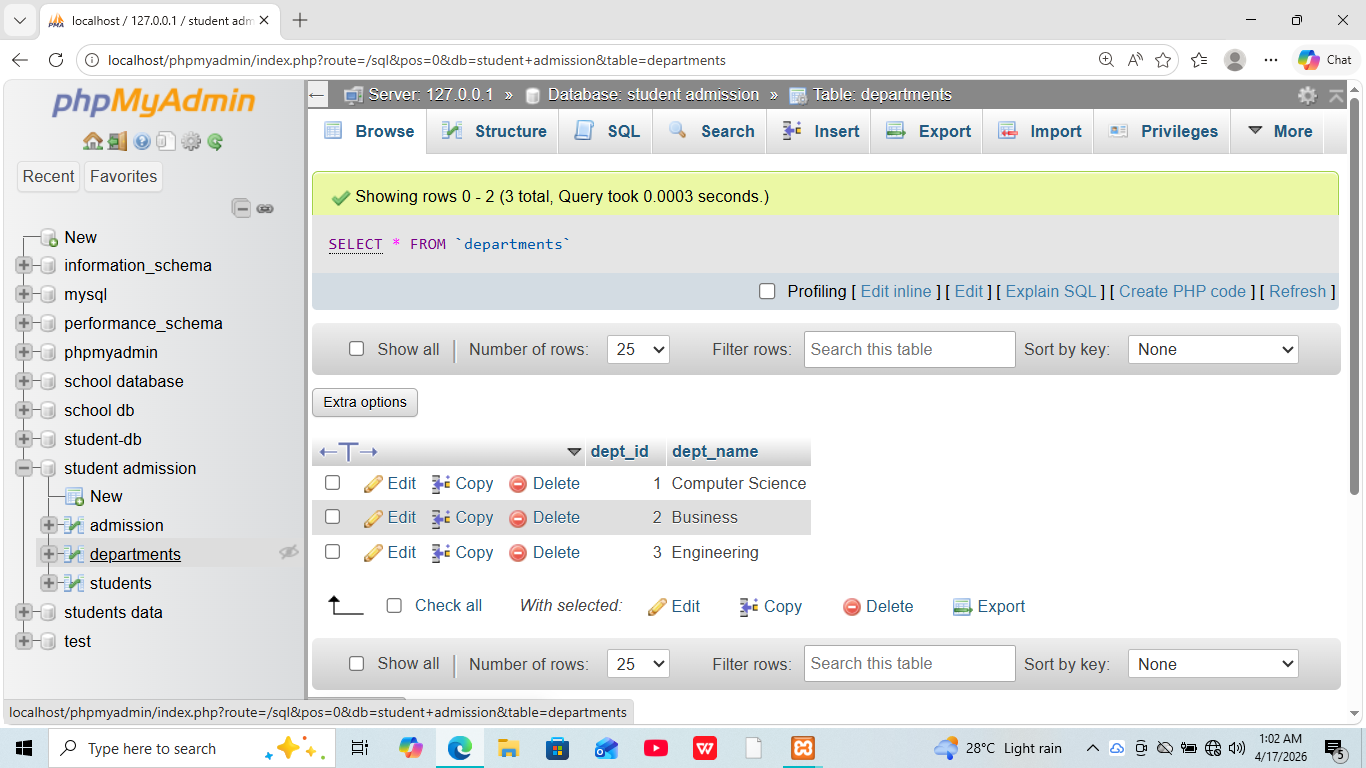 localhost / 127.0.0.1 / student adm
localhost/phpmyadmin/index.php?route=/sql&pos=0&db=student+admission&table=departments
Chat
phpMyAdmin
Recent
Favorites
New
information_schema
mysql
performance_schema
phpmyadmin
school database
school db
student-db
student admission
New
admission
departments
students
students data
test
Server: 127.0.0.1 » Database: student admission » Table: departments
Browse Structure SQL Search Insert Export Import Privileges More
Showing rows 0 - 2 (3 total, Query took 0.0003 seconds.)
SELECT * FROM `departments`
Profiling [ Edit inline ] [ Edit ] [ Explain SQL ] [ Create PHP code ] [ Refresh ]
Show all | Number of rows: 25 Filter rows: Search this table Sort by key: None
Extra options
dept_id dept_name
Edit Copy Delete 1 Computer Science
Edit Copy Delete 2 Business
Edit Copy Delete 3 Engineering
Check all With selected: Edit Copy Delete Export
Show all | Number of rows: 25 Filter rows: Search this table Sort by key: None
localhost/phpmyadmin/index.php?route=/sql&pos=0&db=student+admission&table=departments
Type here to search
28°C Light rain
1:02 AM
4/17/2026
5